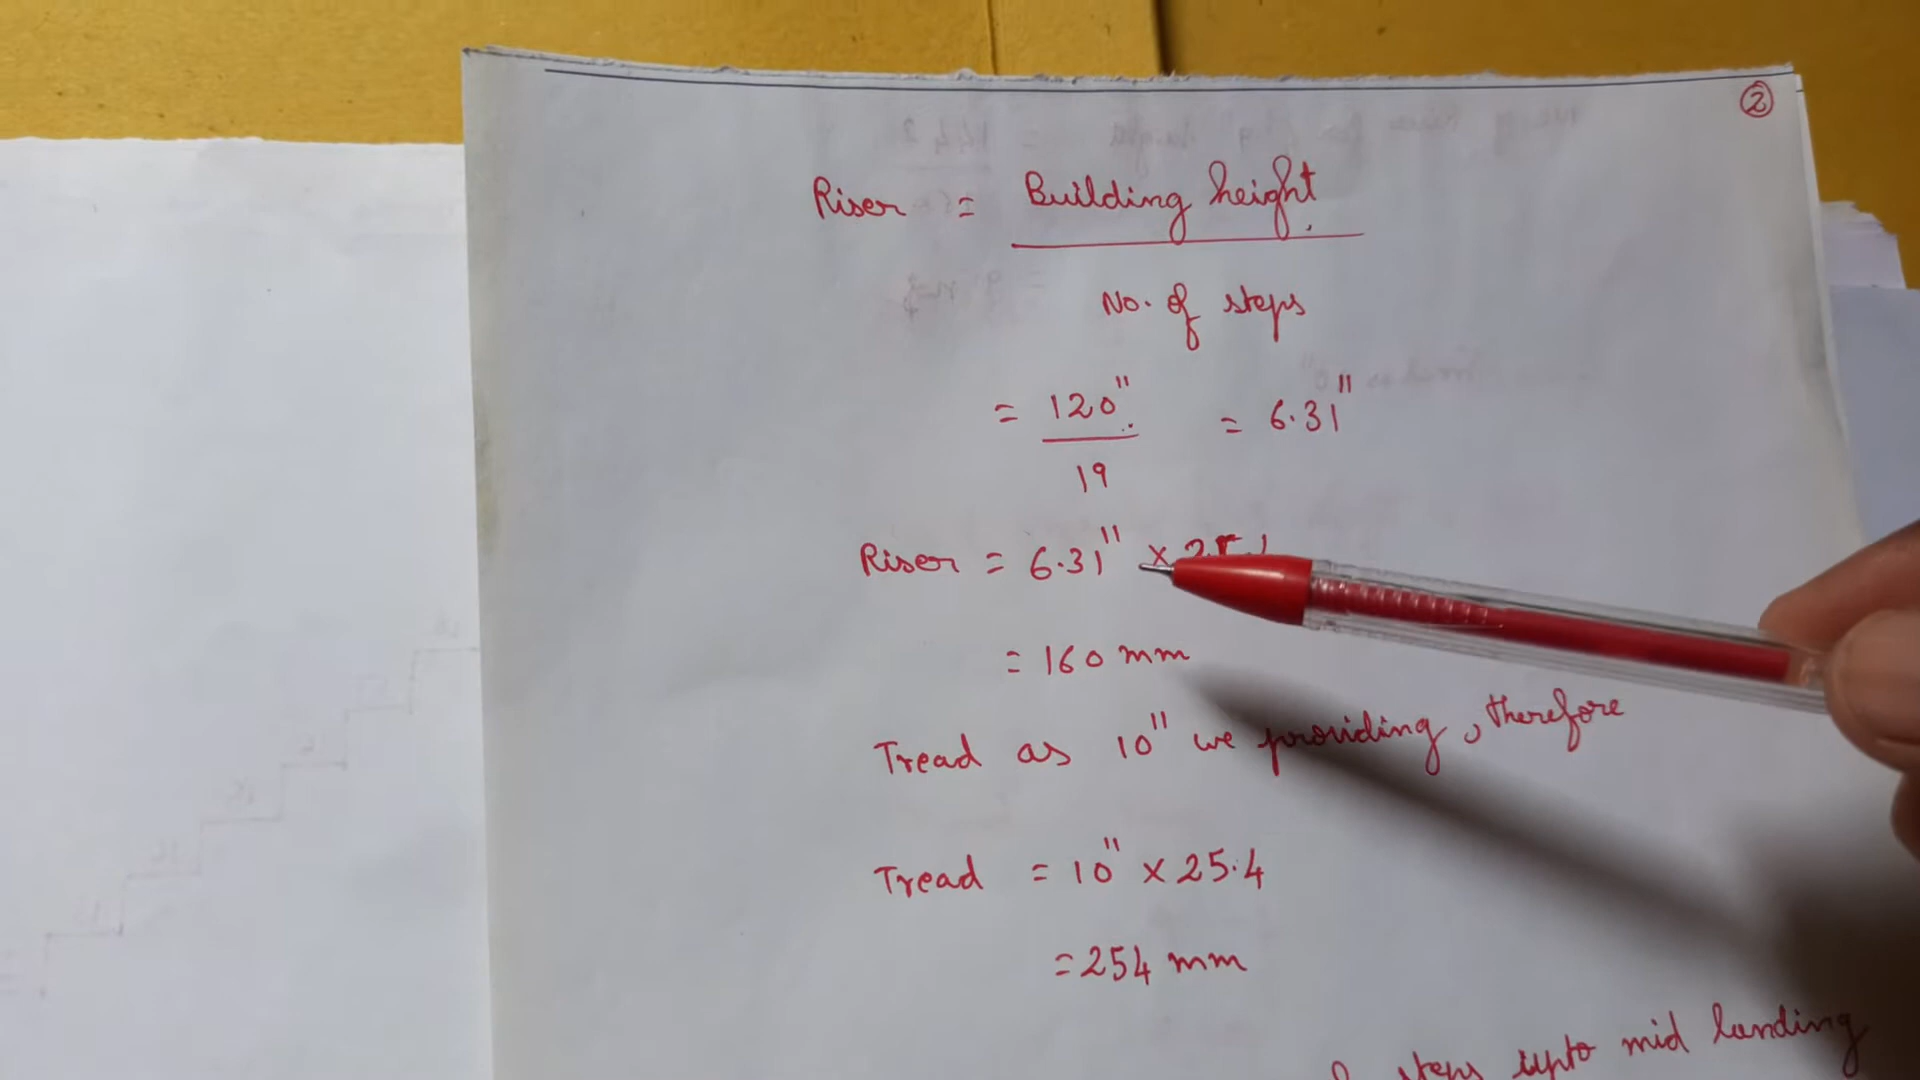 ②
Riser = Building height
No. of steps
= 120" = 6.31"
19
Riser = 6.31" ×
= 160 mm
Tread as 10" we providing, therefore
Tread = 10" × 25.4
= 254 mm
steps upto mid landing